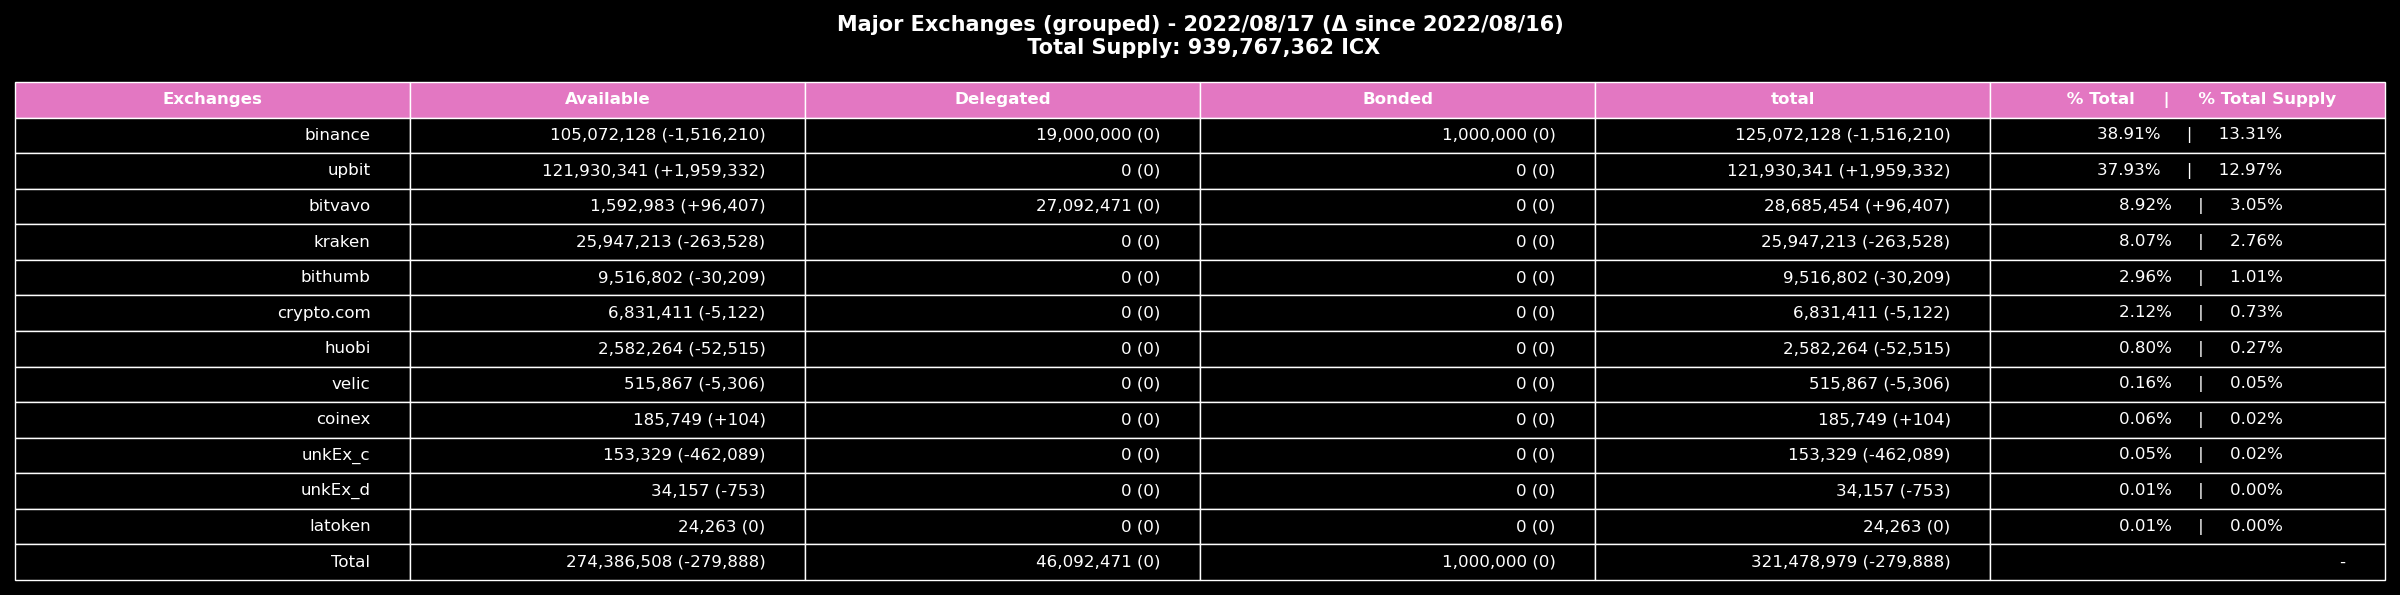 Major Exchanges (grouped) - 2022/08/17 (Δ since 2022/08/16)
Total Supply: 939,767,362 ICX
Exchanges Available Delegated Bonded total % Total | % Total Supply
binance 105,072,128 (-1,516,210) 19,000,000 (0) 1,000,000 (0) 125,072,128 (-1,516,210) 38.91% | 13.31%
upbit 121,930,341 (+1,959,332) 0 (0) 0 (0) 121,930,341 (+1,959,332) 37.93% | 12.97%
bitvavo 1,592,983 (+96,407) 27,092,471 (0) 0 (0) 28,685,454 (+96,407) 8.92% | 3.05%
kraken 25,947,213 (-263,528) 0 (0) 0 (0) 25,947,213 (-263,528) 8.07% | 2.76%
bithumb 9,516,802 (-30,209) 0 (0) 0 (0) 9,516,802 (-30,209) 2.96% | 1.01%
crypto.com 6,831,411 (-5,122) 0 (0) 0 (0) 6,831,411 (-5,122) 2.12% | 0.73%
huobi 2,582,264 (-52,515) 0 (0) 0 (0) 2,582,264 (-52,515) 0.80% | 0.27%
velic 515,867 (-5,306) 0 (0) 0 (0) 515,867 (-5,306) 0.16% | 0.05%
coinex 185,749 (+104) 0 (0) 0 (0) 185,749 (+104) 0.06% | 0.02%
unkEx_c 153,329 (-462,089) 0 (0) 0 (0) 153,329 (-462,089) 0.05% | 0.02%
unkEx_d 34,157 (-753) 0 (0) 0 (0) 34,157 (-753) 0.01% | 0.00%
latoken 24,263 (0) 0 (0) 0 (0) 24,263 (0) 0.01% | 0.00%
Total 274,386,508 (-279,888) 46,092,471 (0) 1,000,000 (0) 321,478,979 (-279,888) -